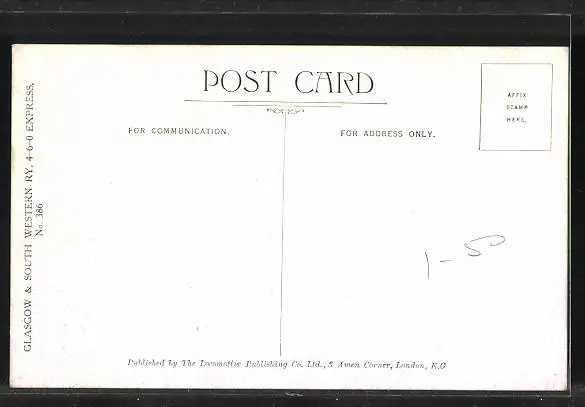 POST CARD
AFFIX
STAMP
HERE.
FOR COMMUNICATION.
FOR ADDRESS ONLY.
GLASGOW & SOUTH WESTERN RY. 4-6-0 EXPRESS.
No. 386
1-50
Published by The Locomotive Publishing Co. Ltd., 3 Amen Corner, London, E.C